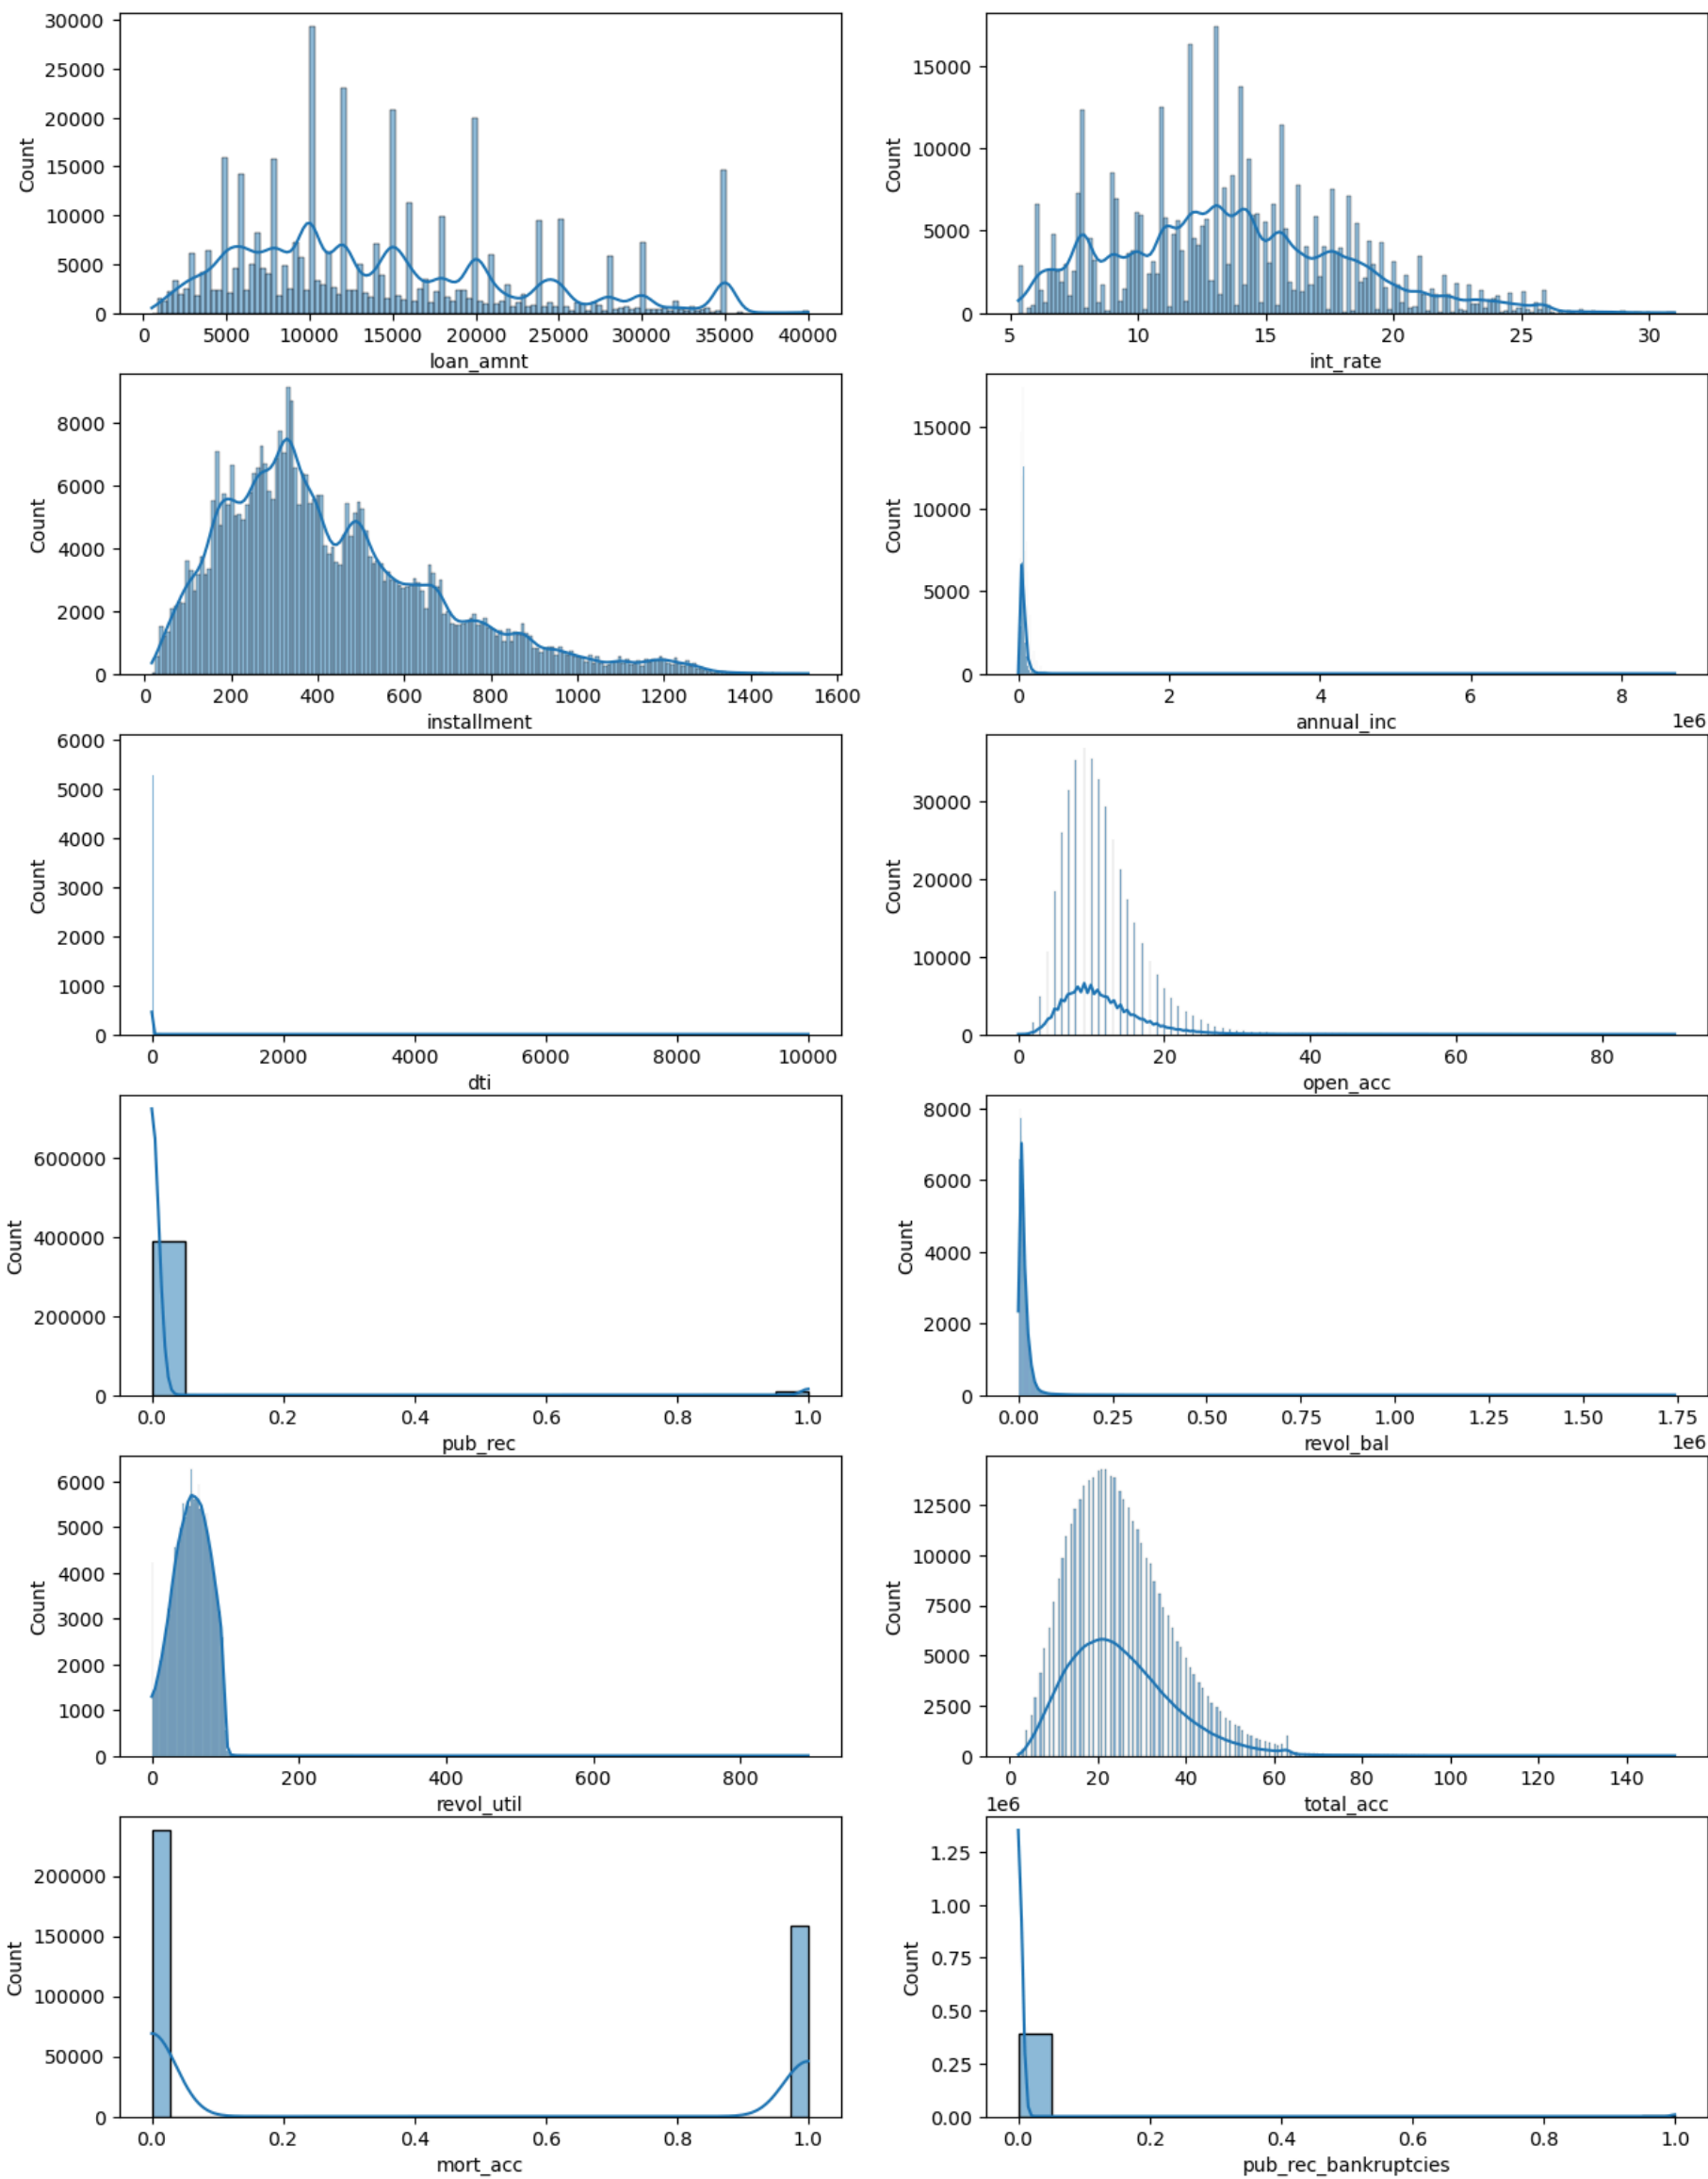 30000
25000
20000
15000
10000
5000
0
Count
0 5000 10000 15000 20000 25000 30000 35000 40000
loan_amnt
15000
10000
5000
0
Count
5 10 15 20 25 30
int_rate
8000
6000
4000
2000
0
Count
0 200 400 600 800 1000 1200 1400 1600
installment
15000
10000
5000
0
Count
0 2 4 6 8
annual_inc 1e6
6000
5000
4000
3000
2000
1000
0
Count
0 2000 4000 6000 8000 10000
dti
30000
20000
10000
0
Count
0 20 40 60 80
open_acc
600000
400000
200000
0
Count
0.0 0.2 0.4 0.6 0.8 1.0
pub_rec
8000
6000
4000
2000
0
Count
0.00 0.25 0.50 0.75 1.00 1.25 1.50 1.75
revol_bal 1e6
6000
5000
4000
3000
2000
1000
0
Count
0 200 400 600 800
revol_util
12500
10000
7500
5000
2500
0
Count
0 20 40 60 80 100 120 140
total_acc
200000
150000
100000
50000
0
Count
0.0 0.2 0.4 0.6 0.8 1.0
mort_acc
1e6
1.25
1.00
0.75
0.50
0.25
0.00
Count
0.0 0.2 0.4 0.6 0.8 1.0
pub_rec_bankruptcies